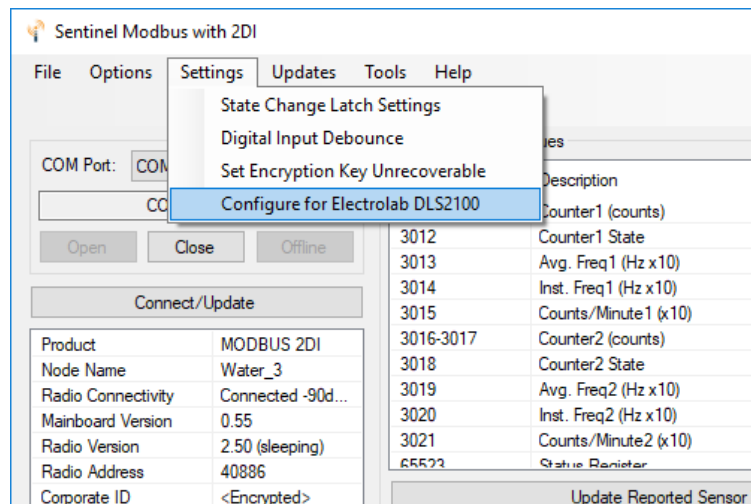 Sentinel Modbus with 2DI
File Options Settings Updates Tools Help
State Change Latch Settings
Digital Input Debounce
Set Encryption Key Unrecoverable
Configure for Electrolab DLS2100
COM Port:
Open Close Offline
Connect/Update
Product MODBUS 2DI
Node Name Water_3
Radio Connectivity Connected -90d...
Mainboard Version 0.55
Radio Version 2.50 (sleeping)
Radio Address 40886
Corporate ID <Encrypted>
Description
Counter1 (counts)
3012 Counter1 State
3013 Avg. Freq1 (Hz x10)
3014 Inst. Freq1 (Hz x10)
3015 Counts/Minute1 (x10)
3016-3017 Counter2 (counts)
3018 Counter2 State
3019 Avg. Freq2 (Hz x10)
3020 Inst. Freq2 (Hz x10)
3021 Counts/Minute2 (x10)
65523 Status Register
Update Reported Sensor